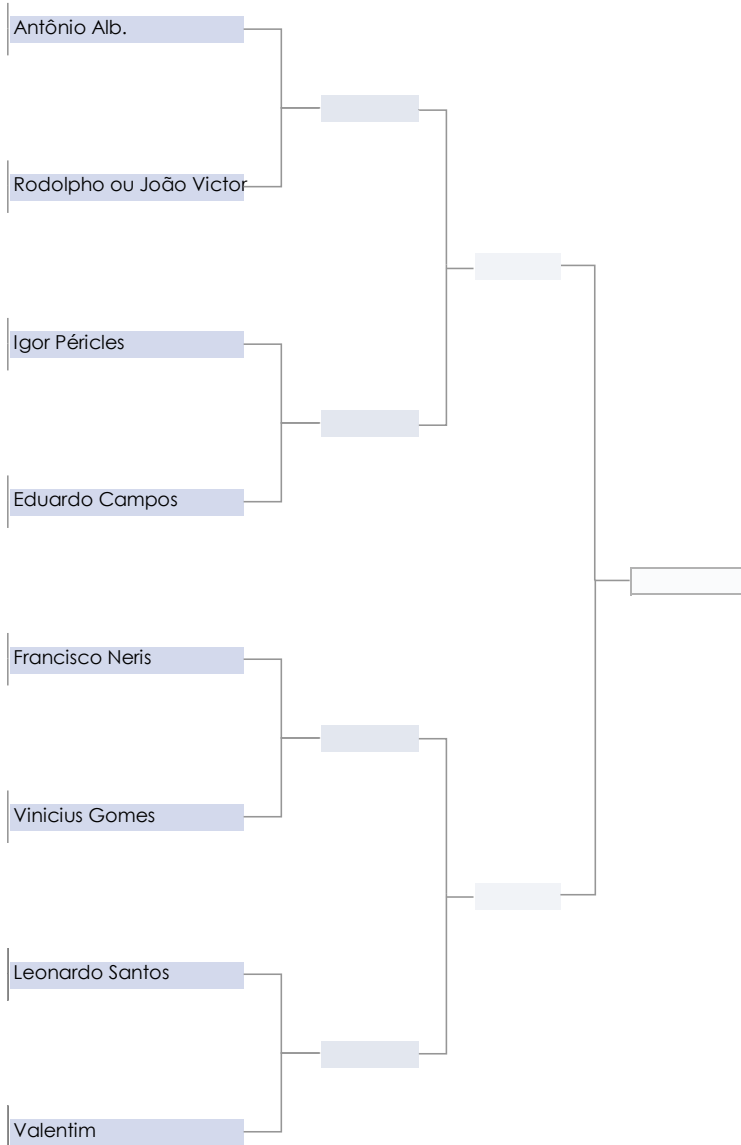 Antônio Alb.
Rodolpho ou João Victor
Igor Péricles
Eduardo Campos
Francisco Neris
Vinicius Gomes
Leonardo Santos
Valentim